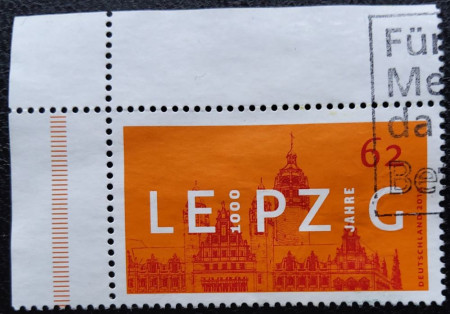 Für
Me
da
Be
62
LE 1000 PZ JAHRE G
DEUTSCHLAND